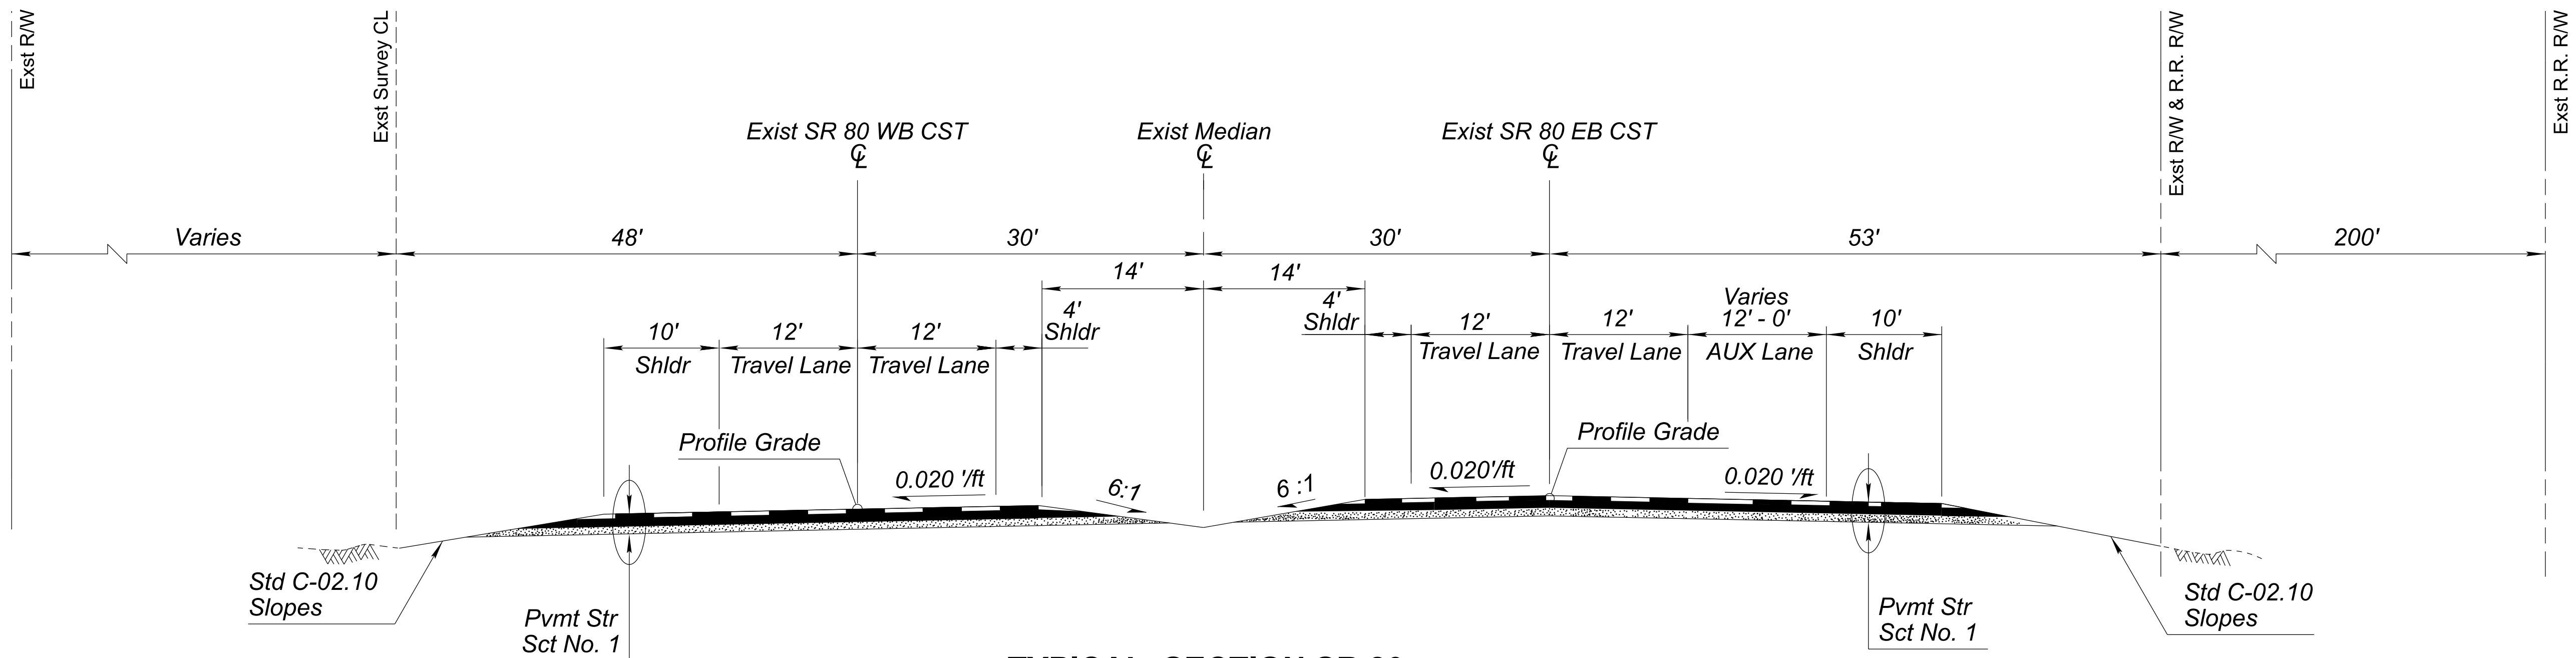 Exst R/W
Exst Survey CL
Exst R/W & R.R. R/W
Exst R.R. R/W
Exist SR 80 WB CST
CL
Exist Median
CL
Exist SR 80 EB CST
CL
Varies
48'
30'
30'
53'
200'
14'
14'
10'
Shldr
12'
Travel Lane
12'
Travel Lane
4'
Shldr
4'
Shldr
12'
Travel Lane
12'
Travel Lane
Varies
12' - 0'
AUX Lane
10'
Shldr
Profile Grade
0.020 '/ft
6:1
6 :1
0.020'/ft
Profile Grade
0.020 '/ft
Std C-02.10
Slopes
Pvmt Str
Sct No. 1
Pvmt Str
Sct No. 1
Std C-02.10
Slopes
TYPICAL SECTION SR 80